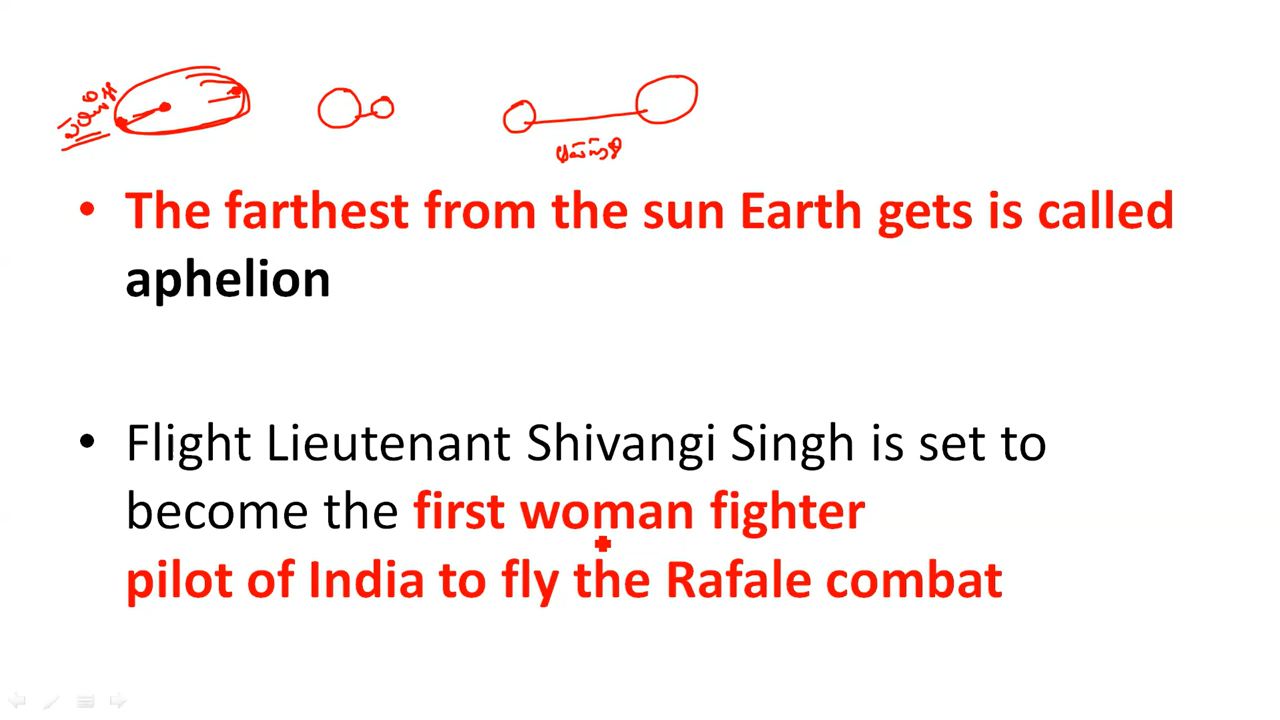 The farthest from the sun Earth gets is called
aphelion
Flight Lieutenant Shivangi Singh is set to
become the first woman fighter
pilot of India to fly the Rafale combat